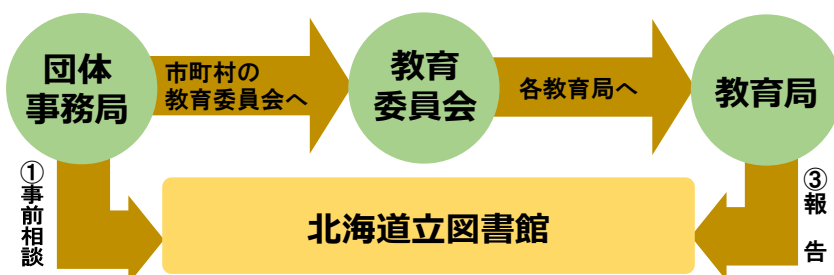 団体
事務局
市町村の
教育委員会へ
教育
委員会
各教育局へ
教育局
①事前相談
北海道立図書館
③報告